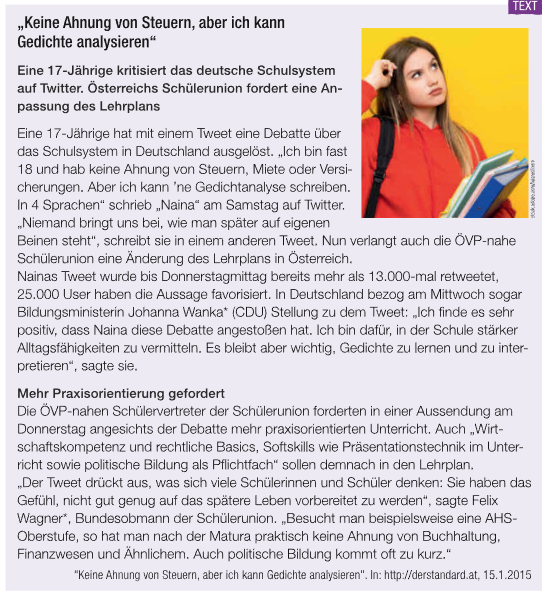 TEXT
„Keine Ahnung von Steuern, aber ich kann
Gedichte analysieren“
Eine 17-Jährige kritisiert das deutsche Schulsystem
auf Twitter. Österreichs Schülerunion fordert eine An-
passung des Lehrplans
Eine 17-Jährige hat mit einem Tweet eine Debatte über
das Schulsystem in Deutschland ausgelöst. „Ich bin fast
18 und hab keine Ahnung von Steuern, Miete oder Versi-
cherungen. Aber ich kann ’ne Gedichtanalyse schreiben.
In 4 Sprachen“ schrieb „Naina“ am Samstag auf Twitter.
„Niemand bringt uns bei, wie man später auf eigenen
Beinen steht“, schreibt sie in einem anderen Tweet. Nun verlangt auch die ÖVP-nahe
Schülerunion eine Änderung des Lehrplans in Österreich.
Nainas Tweet wurde bis Donnerstagmittag bereits mehr als 13.000-mal retweetet,
25.000 User haben die Aussage favorisiert. In Deutschland bezog am Mittwoch sogar
Bildungsministerin Johanna Wanka* (CDU) Stellung zu dem Tweet: „Ich finde es sehr
positiv, dass Naina diese Debatte angestoßen hat. Ich bin dafür, in der Schule stärker
Alltagsfähigkeiten zu vermitteln. Es bleibt aber wichtig, Gedichte zu lernen und zu inter-
pretieren“, sagte sie.
Mehr Praxisorientierung gefordert
Die ÖVP-nahen Schülervertreter der Schülerunion forderten in einer Aussendung am
Donnerstag angesichts der Debatte mehr praxisorientierten Unterricht. Auch „Wirt-
schaftskompetenz und rechtliche Basics, Softskills wie Präsentationstechnik im Unter-
richt sowie politische Bildung als Pflichtfach“ sollen demnach in den Lehrplan.
„Der Tweet drückt aus, was sich viele Schülerinnen und Schüler denken: Sie haben das
Gefühl, nicht gut genug auf das spätere Leben vorbereitet zu werden“, sagte Felix
Wagner*, Bundesobmann der Schülerunion. „Besucht man beispielsweise eine AHS-
Oberstufe, so hat man nach der Matura praktisch keine Ahnung von Buchhaltung,
Finanzwesen und Ähnlichem. Auch politische Bildung kommt oft zu kurz.“
"Keine Ahnung von Steuern, aber ich kann Gedichte analysieren". In: http://derstandard.at, 15.1.2015